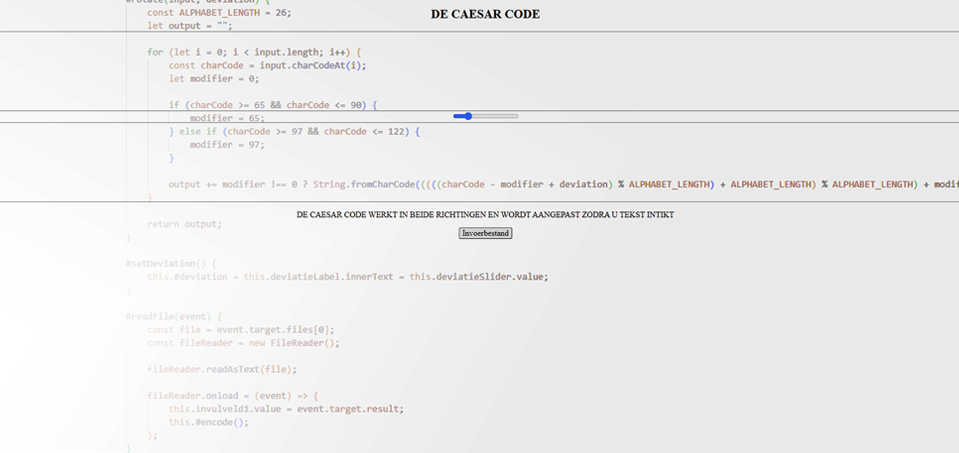 #rotate(input, deviation) {
DE CAESAR CODE
const ALPHABET_LENGTH = 26;
let output = "";
for (let i = 0; i < input.length; i++) {
const charCode = input.charCodeAt(i);
let modifier = 0;
if (charCode >= 65 && charCode <= 90) {
modifier = 65;
} else if (charCode >= 97 && charCode <= 122) {
modifier = 97;
}
output += modifier !== 0 ? String.fromCharCode(((((charCode - modifier + deviation) % ALPHABET_LENGTH) + ALPHABET_LENGTH) % ALPHABET_LENGTH) + modif
}
DE CAESAR CODE WERKT IN BEIDE RICHTINGEN EN WORDT AANGEPAST ZODRA U TEKST INTIKT
return output;
Invoerbestand
}
#setDeviation() {
this.#deviation = this.deviatieLabel.innerText = this.deviatieSlider.value;
}
#readFile(event) {
const file = event.target.files[0];
const fileReader = new FileReader();
fileReader.readAsText(file);
fileReader.onload = (event) => {
this.invulveld1.value = event.target.result;
this.#encode();
};
}